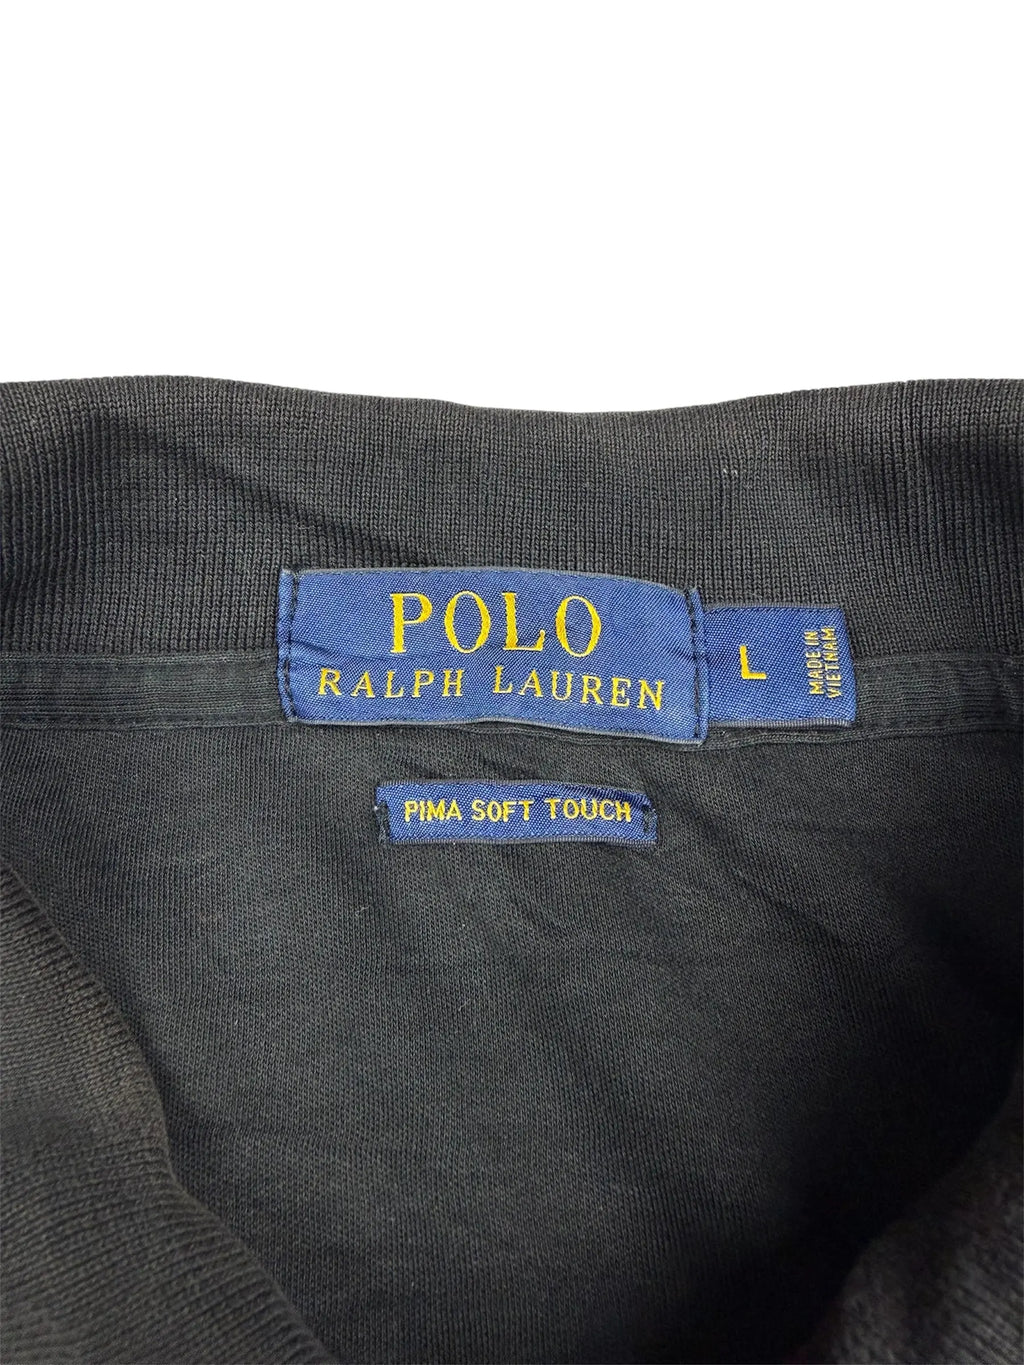 POLO
RALPH LAUREN
L
MADE IN
VIETNAM
PIMA SOFT TOUCH